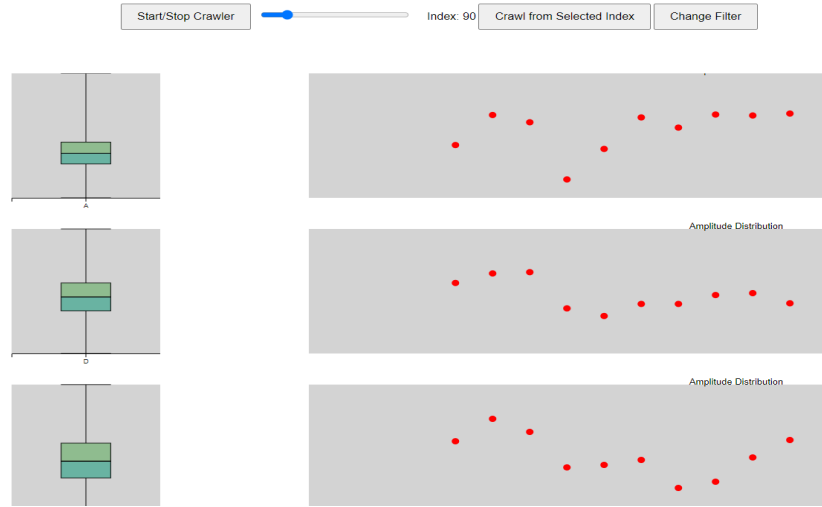 Start/Stop Crawler Index: 90 Crawl from Selected Index Change Filter
A
Amplitude Distribution
D
Amplitude Distribution